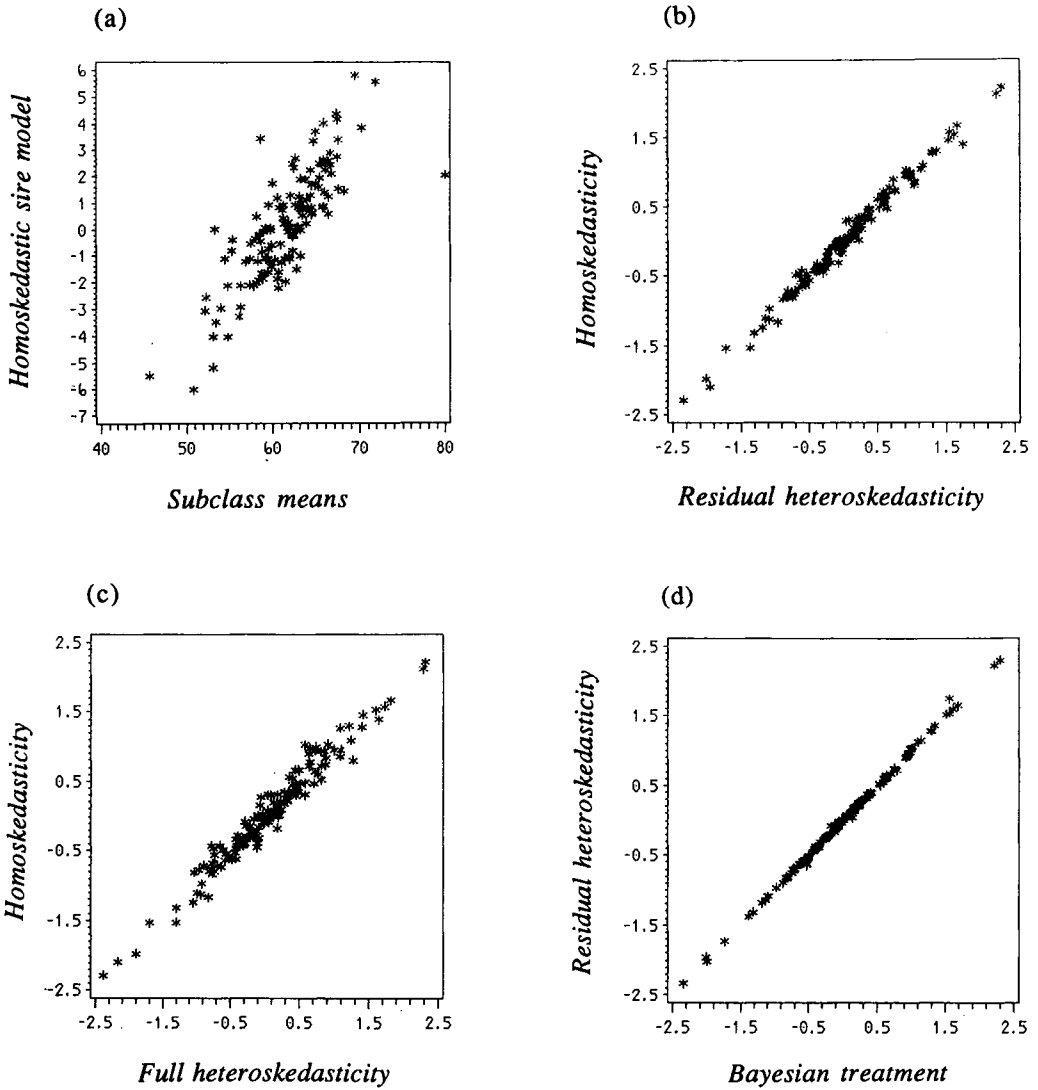 (a)
Homoskedastic sire model
6
5
4
3
2
1
0
-1
-2
-3
-4
-5
-6
-7
40 50 60 70 80
Subclass means
(b)
Homoskedasticity
2.5
1.5
0.5
-0.5
-1.5
-2.5
-2.5 -1.5 -0.5 0.5 1.5 2.5
Residual heteroskedasticity
(c)
Homoskedasticity
2.5
1.5
0.5
-0.5
-1.5
-2.5
-2.5 -1.5 -0.5 0.5 1.5 2.5
Full heteroskedasticity
(d)
Residual heteroskedasticity
2.5
1.5
0.5
-0.5
-1.5
-2.5
-2.5 -1.5 -0.5 0.5 1.5 2.5
Bayesian treatment